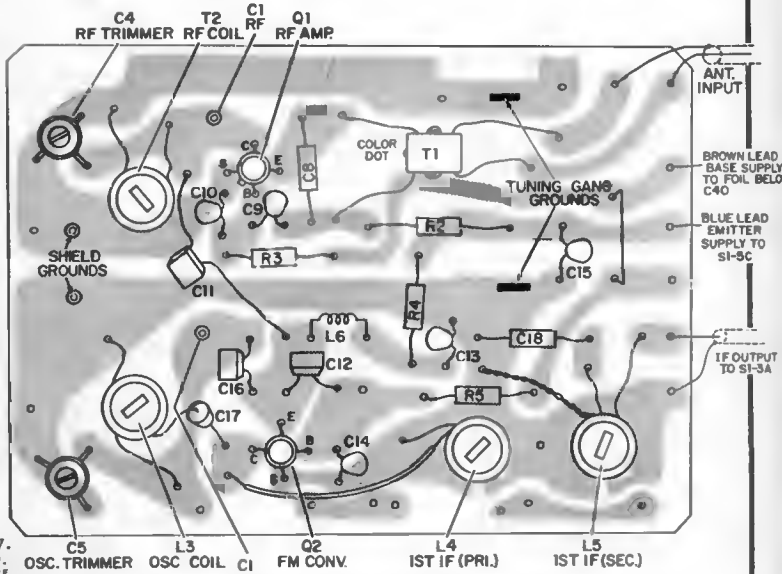 C4
RF TRIMMER
T2
RF COIL
C1
RF
Q1
RF AMP.
ANT.
INPUT
C
S
E
B
C8
COLOR
DOT
T1
BROWN LEAD
BASE SUPPLY
TO FOIL BELOW
C40
C10
C9
TUNING GANG
GROUNDS
R2
BLUE LEAD
EMITTER
SUPPLY TO
S1-5C
SHIELD
GROUNDS
R3
C15
C11
R4
L6
C13
C18
IF OUTPUT
TO S1-3A
C16
C12
R5
C17
E
B
C
S
C14
7.
C5
OSC. TRIMMER
L3
OSC COIL
C1
Q2
FM CONV.
L4
1ST IF (PRI.)
L5
1ST IF (SEC.)